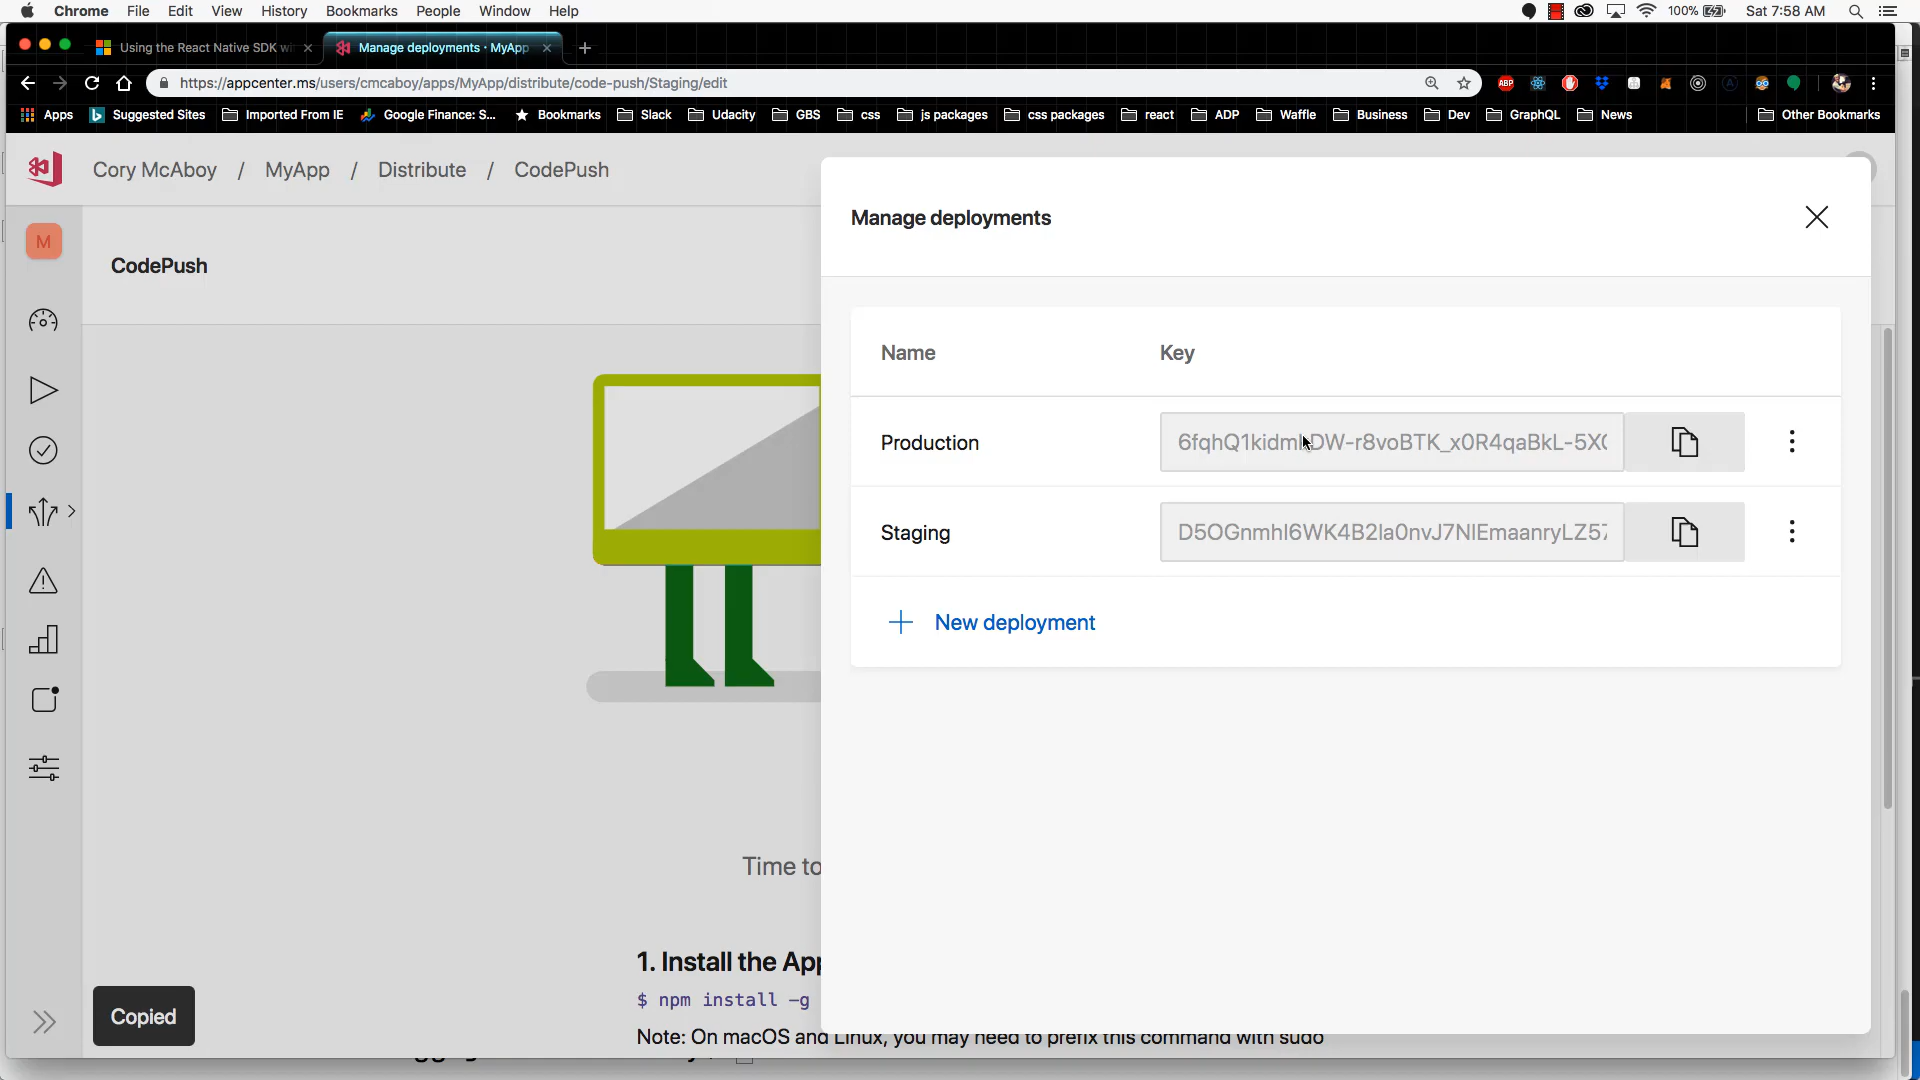 Chrome File Edit View History Bookmarks People Window Help 100% Sat 7:58 AM
Using the React Native SDK wi
Manage deployments · MyApp
https://appcenter.ms/users/cmcaboy/apps/MyApp/distribute/code-push/Staging/edit
ABP
Apps Suggested Sites Imported From IE Google Finance: S... Bookmarks Slack Udacity GBS css js packages css packages react ADP Waffle Business Dev GraphQL News Other Bookmarks
Cory McAboy / MyApp / Distribute / CodePush
M
CodePush
Manage deployments
Name Key
Production
Staging
New deployment
Time to
1. Install the App
$ npm install -g
Note: On macOS and Linux, you may need to prefix this command with sudo
Copied